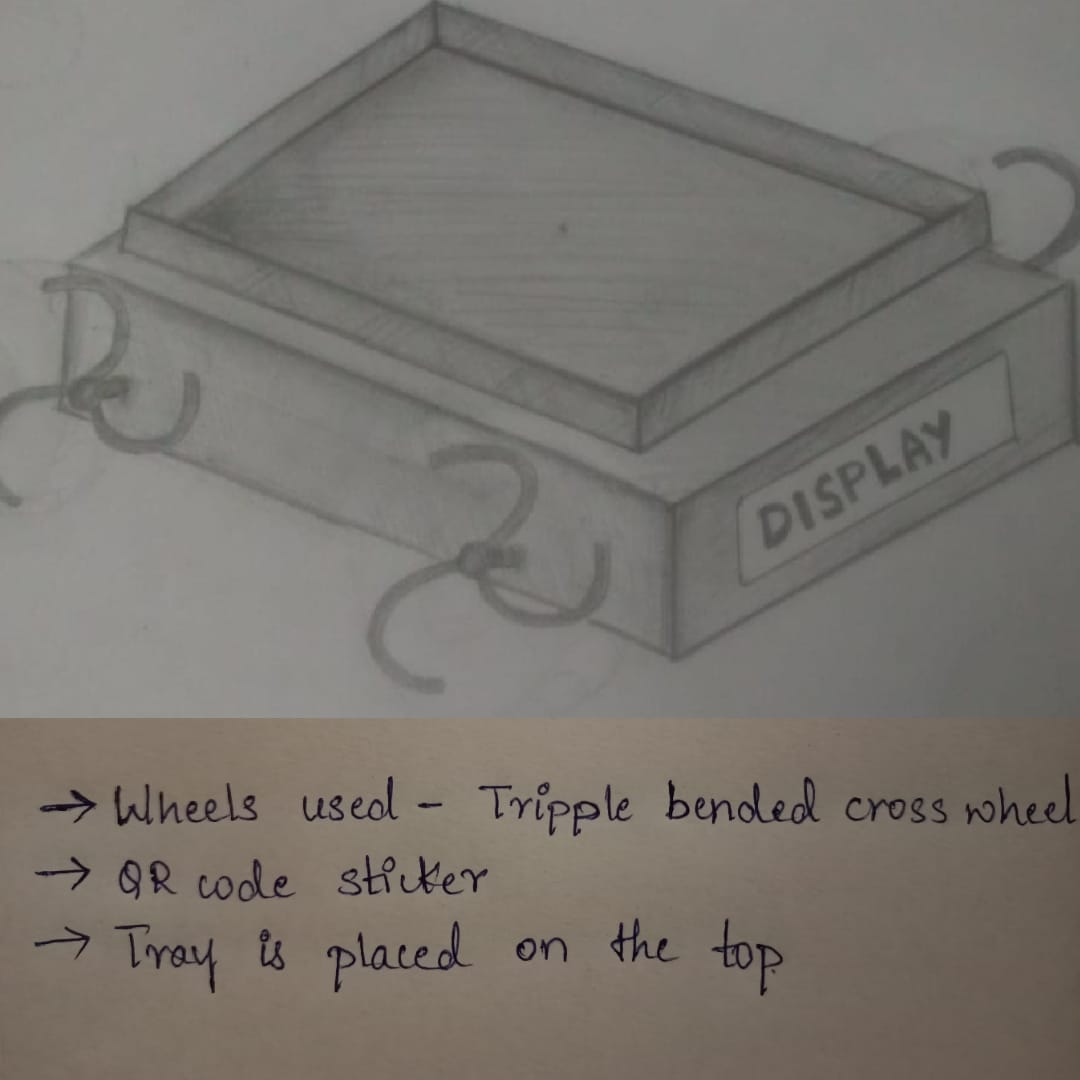 DISPLAY
→ Wheels used - Tripple bended cross wheel
→ QR code sticker
→ Tray is placed on the top.